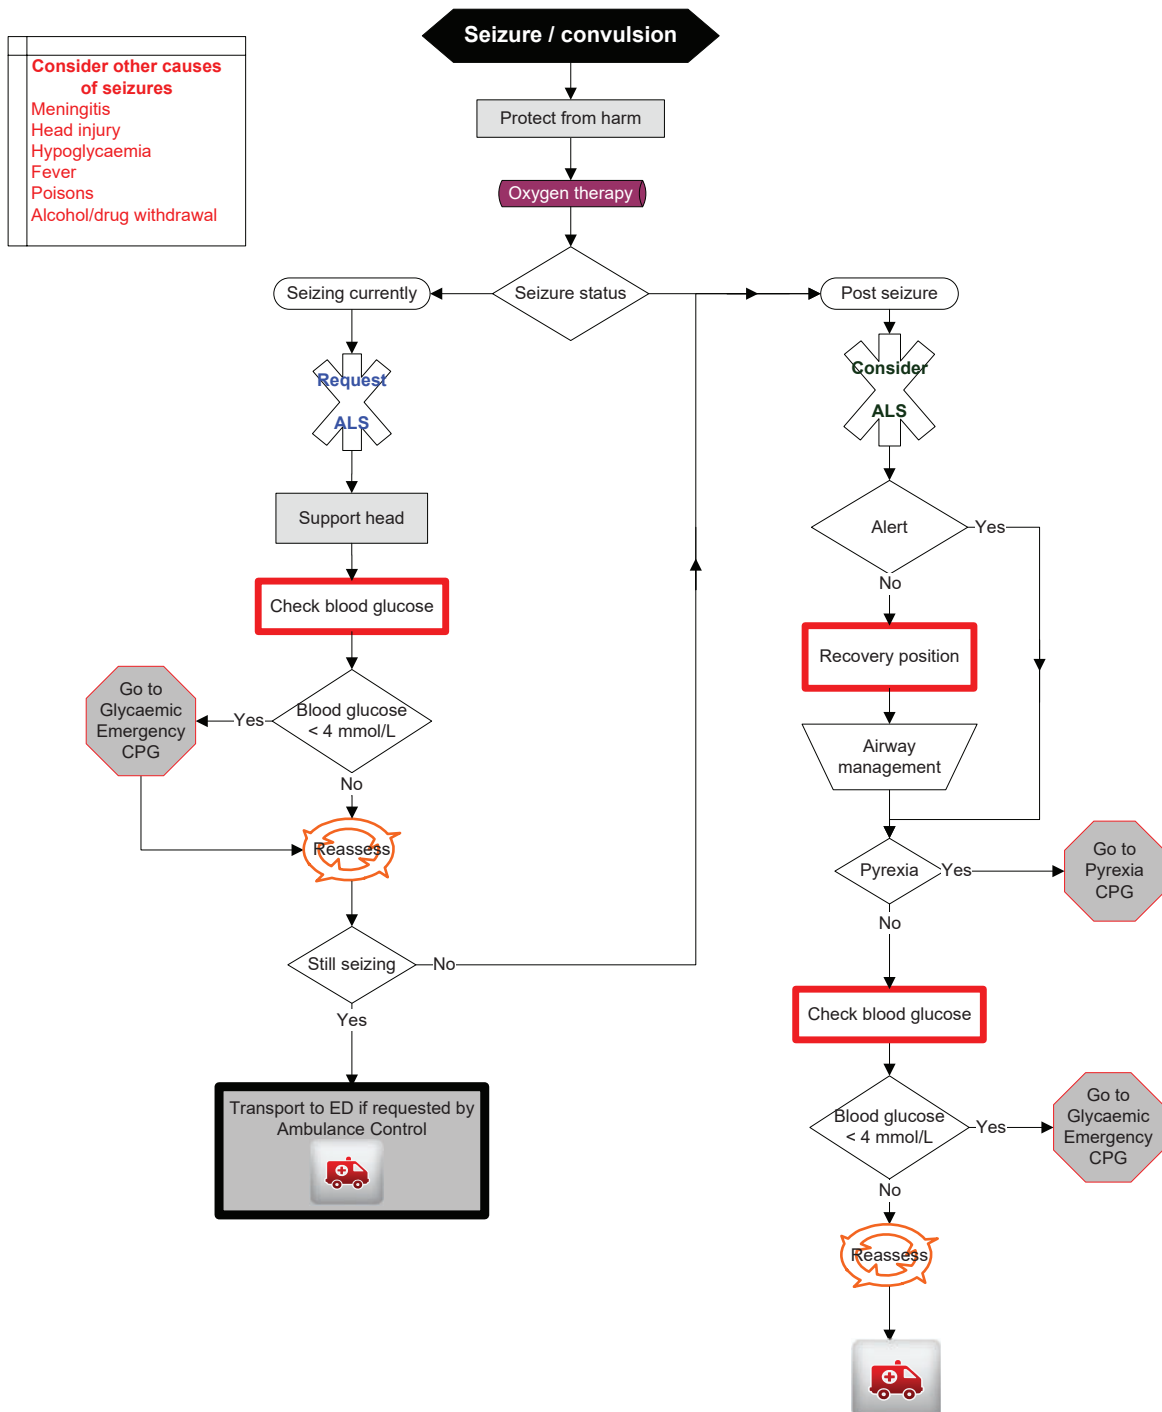 Seizure / convulsion
Consider other causes
of seizures
Meningitis
Head injury
Hypoglycaemia
Fever
Poisons
Alcohol/drug withdrawal
Protect from harm
Oxygen therapy
Seizure status
Seizing currently
Post seizure
Request
ALS
Consider
ALS
Support head
Alert
Yes
No
Check blood glucose
Recovery position
Blood glucose
< 4 mmol/L
Yes
Go to
Glycaemic
Emergency
CPG
No
Airway
management
Reassess
Pyrexia
Yes
Go to
Pyrexia
CPG
No
Still seizing
No
Yes
Check blood glucose
Transport to ED if requested by
Ambulance Control
Blood glucose
< 4 mmol/L
Yes
Go to
Glycaemic
Emergency
CPG
No
Reassess